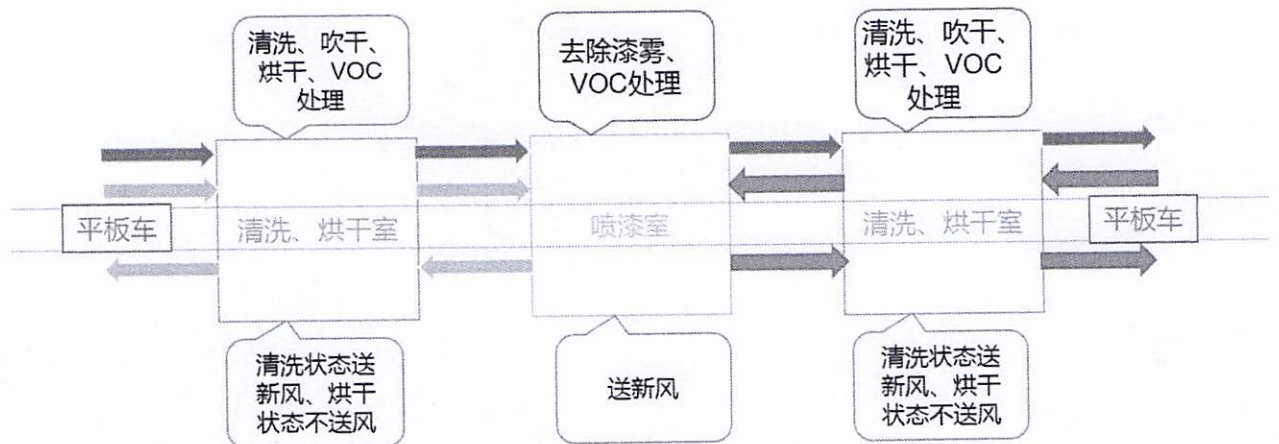 清洗、吹干、
烘干、VOC
处理
去除漆雾、
VOC处理
清洗、吹干、
烘干、VOC
处理
平板车
清洗、烘干室
喷漆室
清洗、烘干室
平板车
清洗状态送
新风、烘干
状态不送风
送新风
清洗状态送
新风、烘干
状态不送风